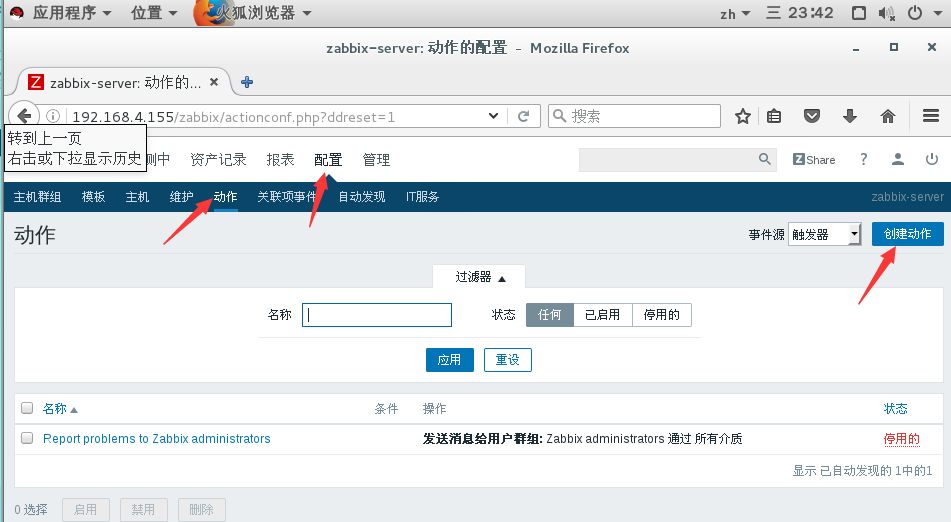 应用程序 位置 火狐浏览器 zh 三 23:42
zabbix-server: 动作的配置 - Mozilla Firefox
Z zabbix-server: 动作的...
192.168.4.155/zabbix/actionconf.php?ddreset=1 搜索
转到上一页
右击或下拉显示历史
测中 资产记录 报表 配置 管理 Z Share ?
主机群组 模板 主机 维护 动作 关联项事件 自动发现 IT服务 zabbix-server
动作 事件源 触发器 创建动作
过滤器
名称 状态 任何 已启用 停用的
应用 重设
名称 条件 操作 状态
Report problems to Zabbix administrators 发送消息给用户群组: Zabbix administrators 通过 所有介质 停用的
显示 已自动发现的 1中的1
0 选择 启用 禁用 删除